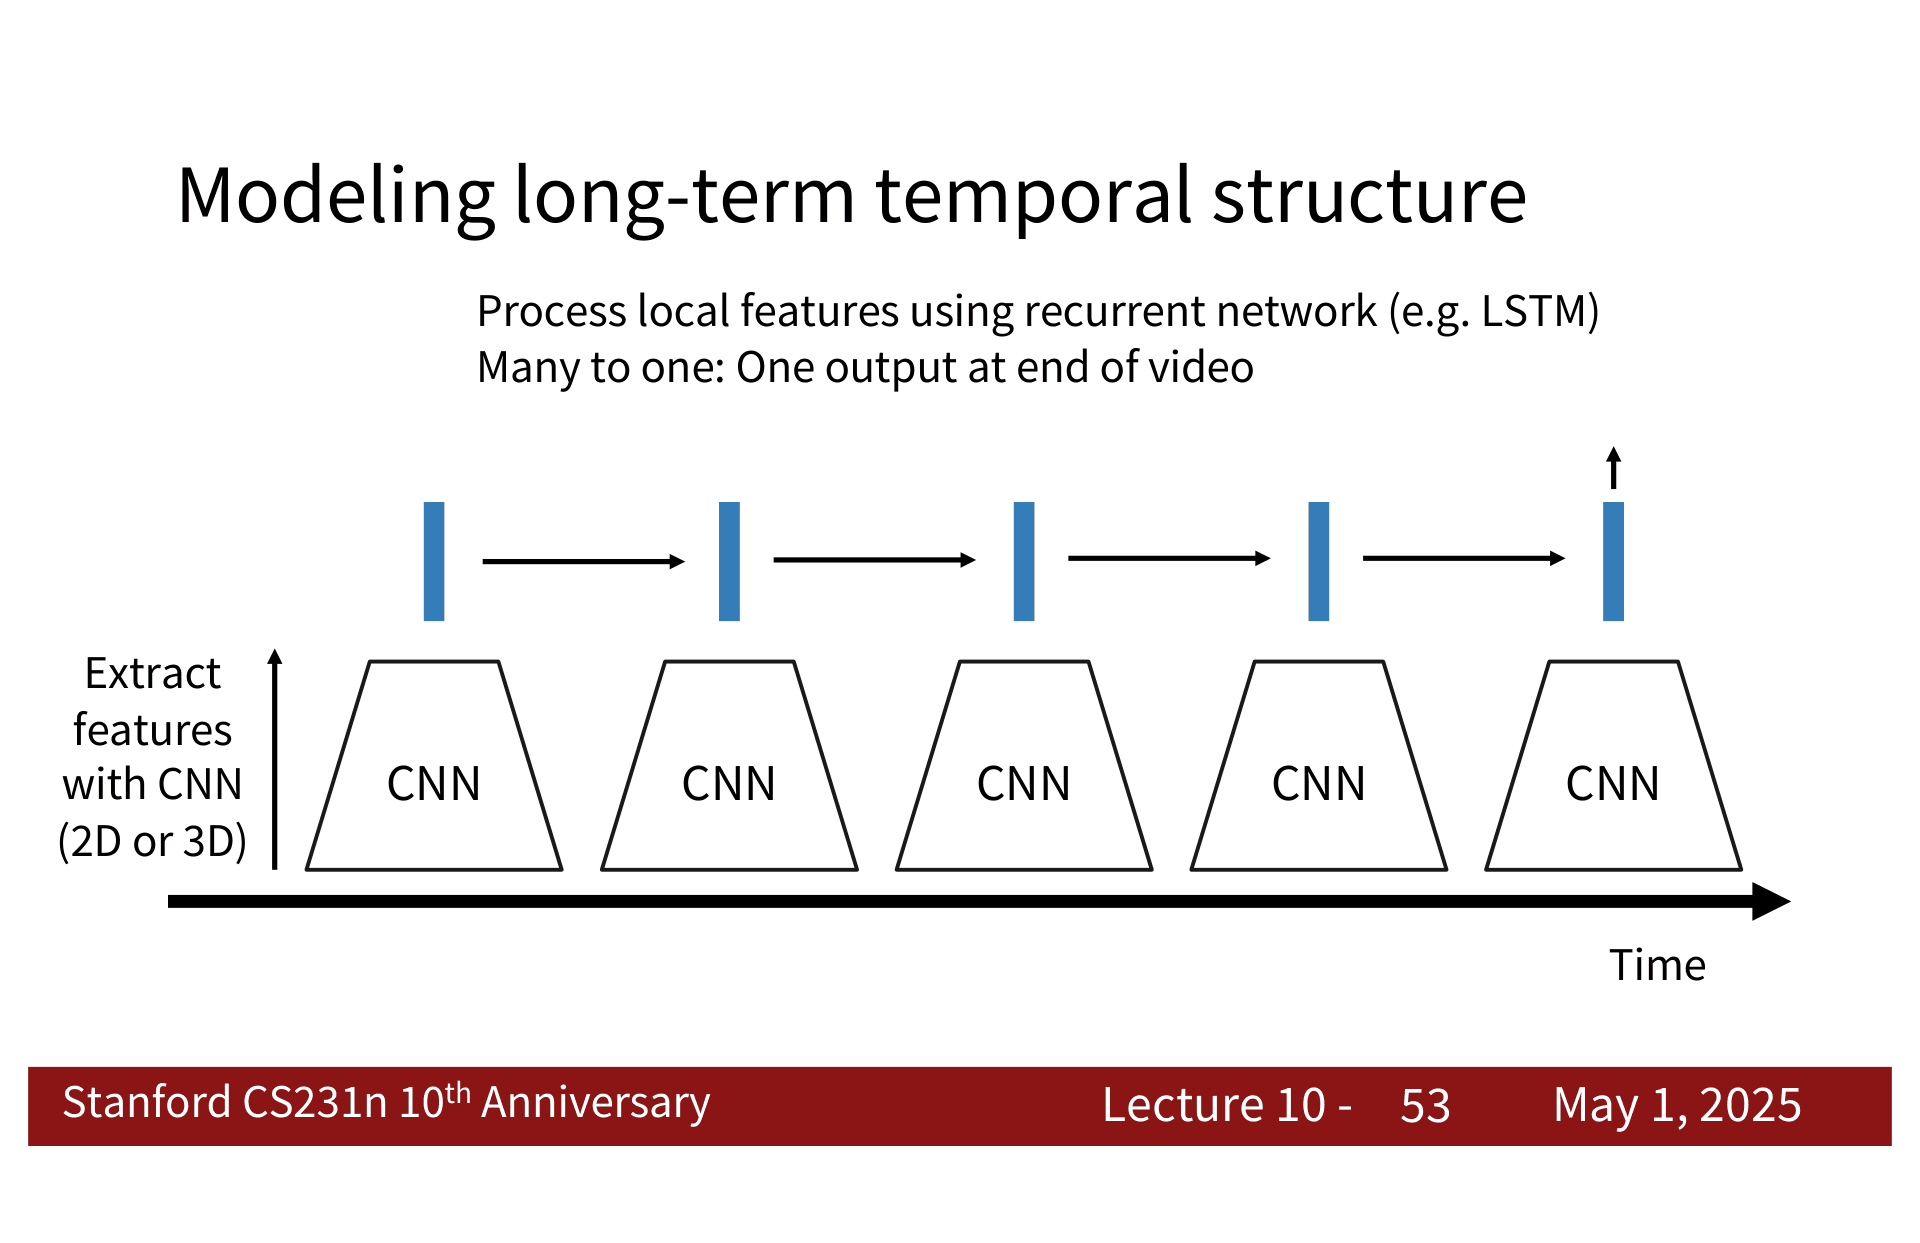 Modeling long-term temporal structure
Process local features using recurrent network (e.g. LSTM)
Many to one: One output at end of video
Extract
features
with CNN
(2D or 3D)
CNN
CNN
CNN
CNN
CNN
Time
Stanford CS231n 10th Anniversary
Lecture 10 - 53
May 1, 2025